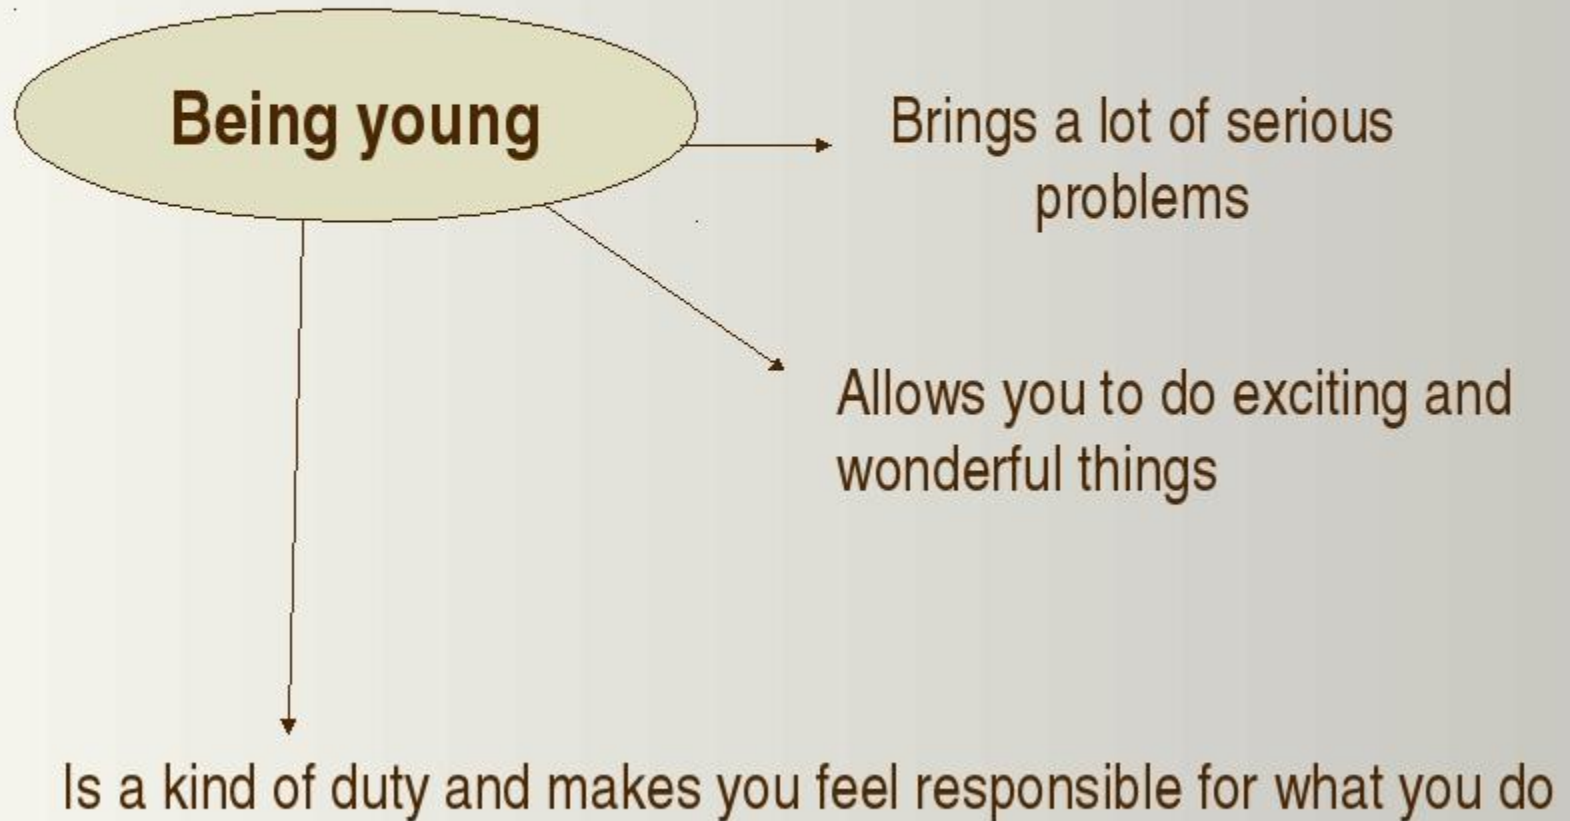 Being young
Brings a lot of serious
problems
Allows you to do exciting and
wonderful things
Is a kind of duty and makes you feel responsible for what you do